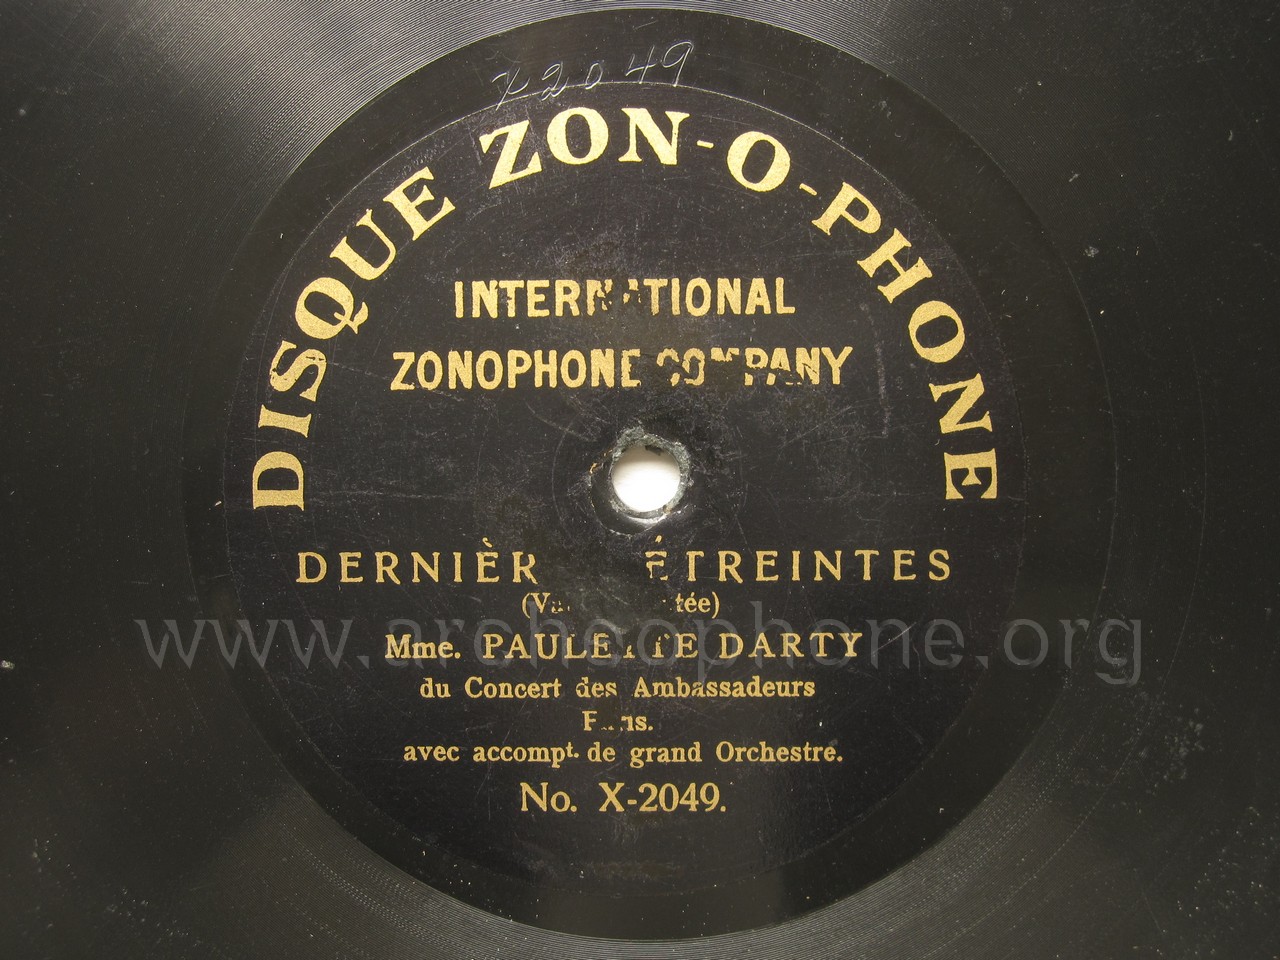 X2049
DISQUE ZON-O-PHONE
INTERNATIONAL
ZONOPHONE COMPANY
DERNIÈR ÉTREINTES
Mme. PAULETTE DARTY
www.archeophone.org
du Concert des Ambassadeurs
avec accompt. de grand Orchestre.
No. X-2049.